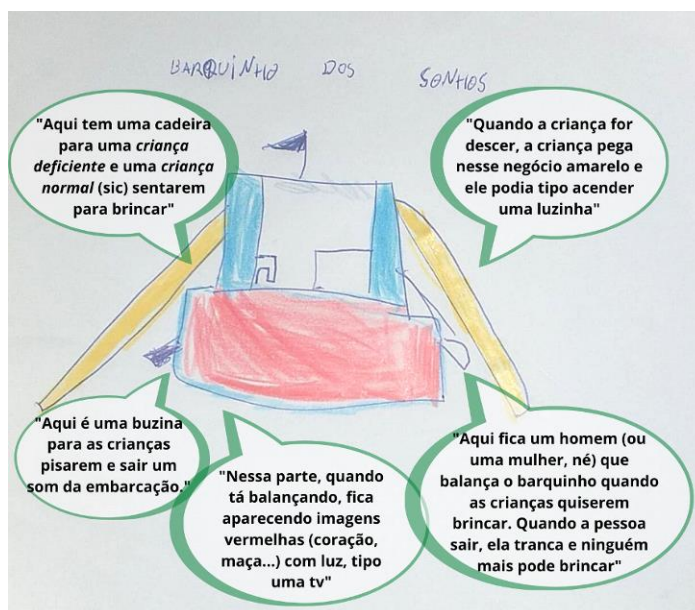 BARQUINHO DOS SONHOS
"Aqui tem uma cadeira
para uma criança
deficiente e uma criança
normal (sic) sentarem
para brincar"
"Quando a criança for
descer, a criança pega
nesse negócio amarelo e
ele podia tipo acender
uma luzinha"
"Aqui é uma buzina
para as crianças
pisarem e sair um
som da embarcação."
"Nessa parte, quando
tá balançando, fica
aparecendo imagens
vermelhas (coração,
maça...) com luz, tipo
uma tv"
"Aqui fica um homem (ou
uma mulher, né) que
balança o barquinho quando
as crianças quiserem
brincar. Quando a pessoa
sair, ela tranca e ninguém
mais pode brincar"